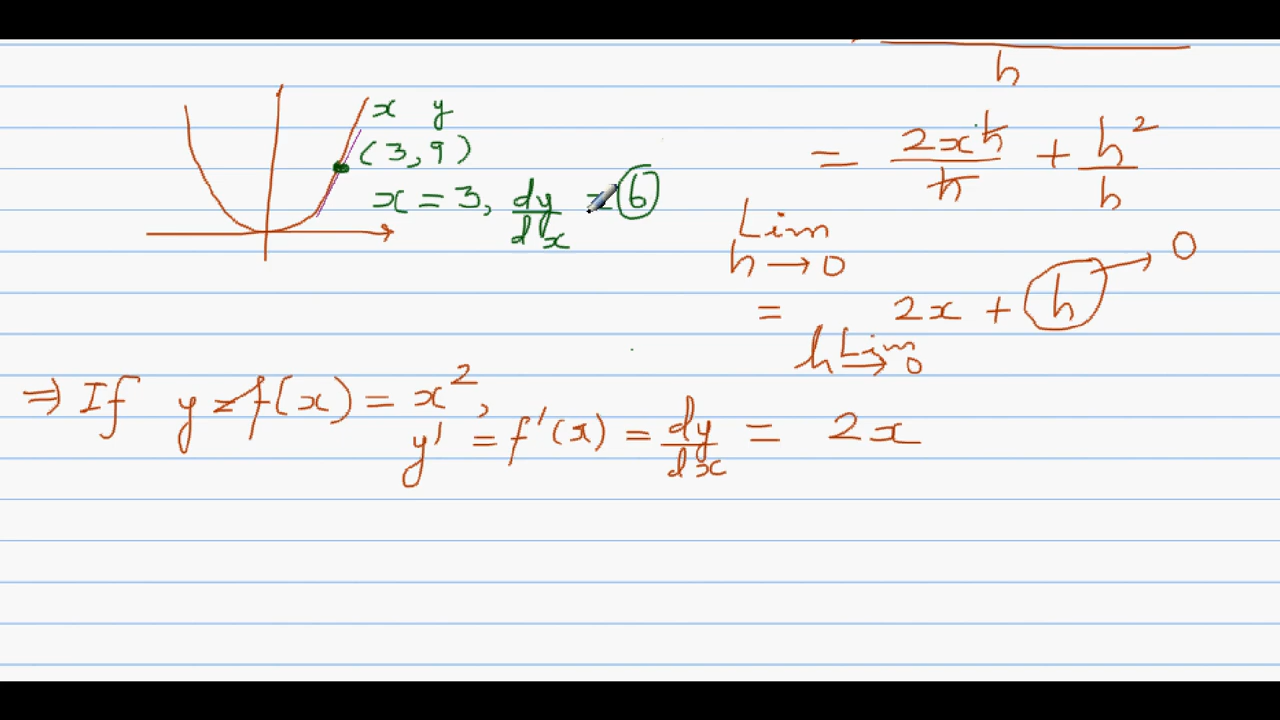 h
x y
(3, 9)
x = 3, dy/dx = 6
= 2xh/h + h²/h
Lim
h → 0
0
= 2x + h
Lim
h → 0
⇒ If y = f(x) = x²,
y' = f'(x) = dy/dx = 2x